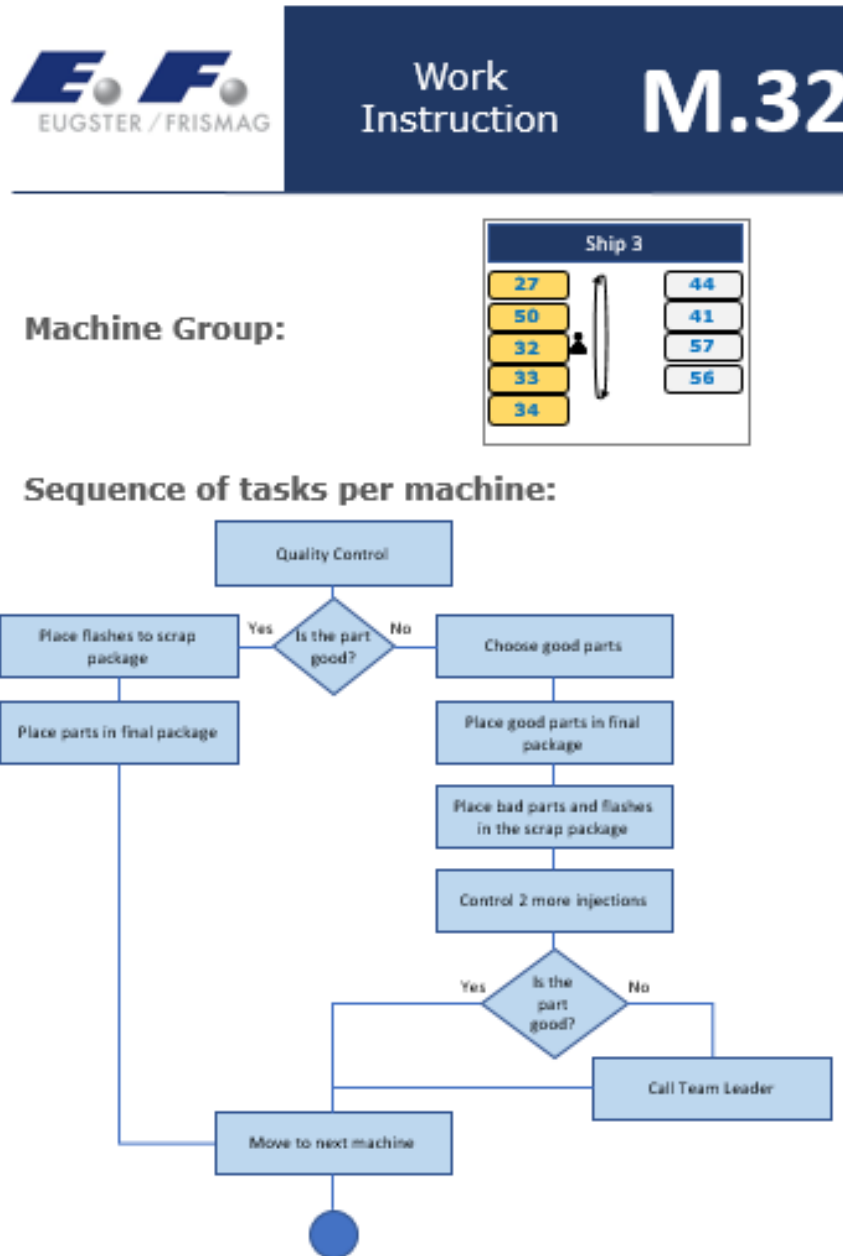 E. F.
EUGSTER / FRISMAG
Work
Instruction
M.32
Machine Group:
Ship 3
27
50
32
33
34
44
41
57
56
Sequence of tasks per machine:
Quality Control
Is the part
good?
Yes
No
Place flashes to scrap
package
Place parts in final package
Choose good parts
Place good parts in final
package
Place bad parts and flashes
in the scrap package
Control 2 more injections
Is the
part
good?
Yes
No
Call Team Leader
Move to next machine